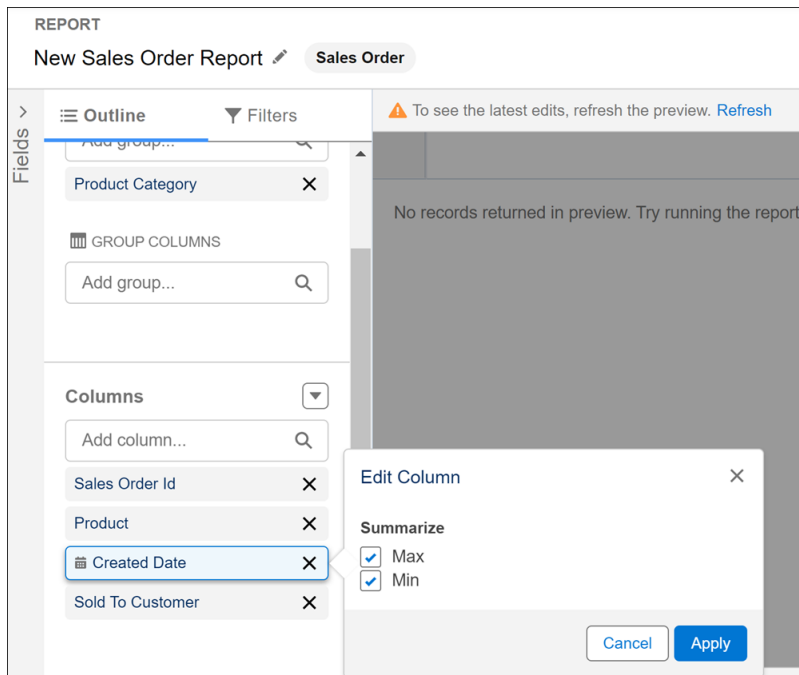 REPORT
New Sales Order Report
Sales Order
Fields
Outline
Filters
To see the latest edits, refresh the preview. Refresh
Add group...
Product Category
No records returned in preview. Try running the report
GROUP COLUMNS
Add group...
Columns
Add column...
Sales Order Id
Product
Created Date
Sold To Customer
Edit Column
Summarize
Max
Min
Cancel
Apply